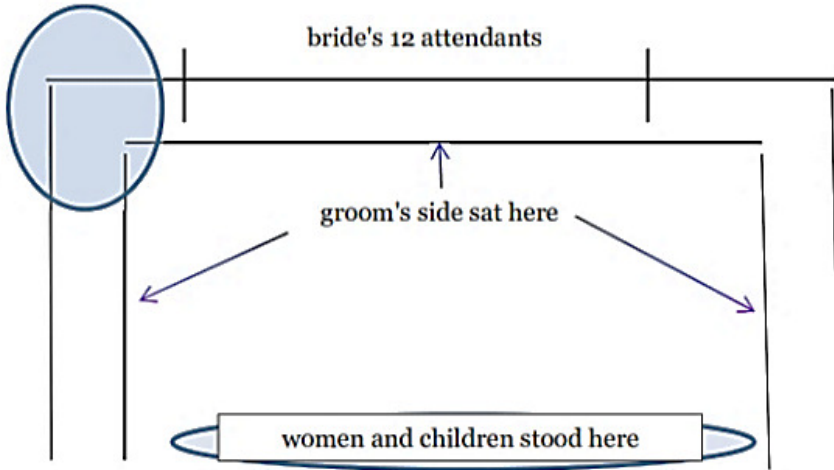 bride's 12 attendants
groom's side sat here
women and children stood here